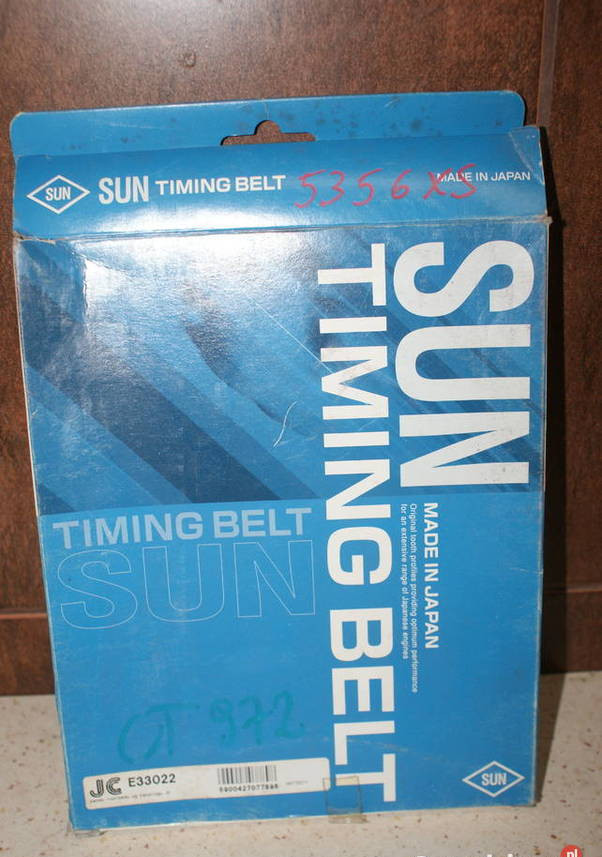 SUN
SUN TIMING BELT
5356XS
MADE IN JAPAN
SUN
TIMING BELT
MADE IN JAPAN
Original tooth profiles providing optimum performance
for an extensive range of Japanese engines
TIMING BELT
SUN
CT 972
JC E33022
SUN